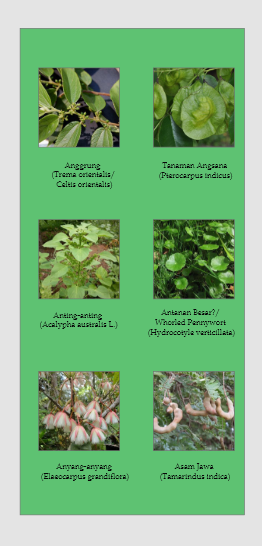 Anggrung
(Trema orientalis/
Celtis orientalis)
Tanaman Angsana
(Pterocarpus indicus)
Anting-anting
(Acalypha australis L.)
Antanan Besar?/
Whorled Pennywort
(Hydrocotyle verticillata)
Anyang-anyang
(Elaeocarpus grandiflora)
Asam Jawa
(Tamarindus indica)